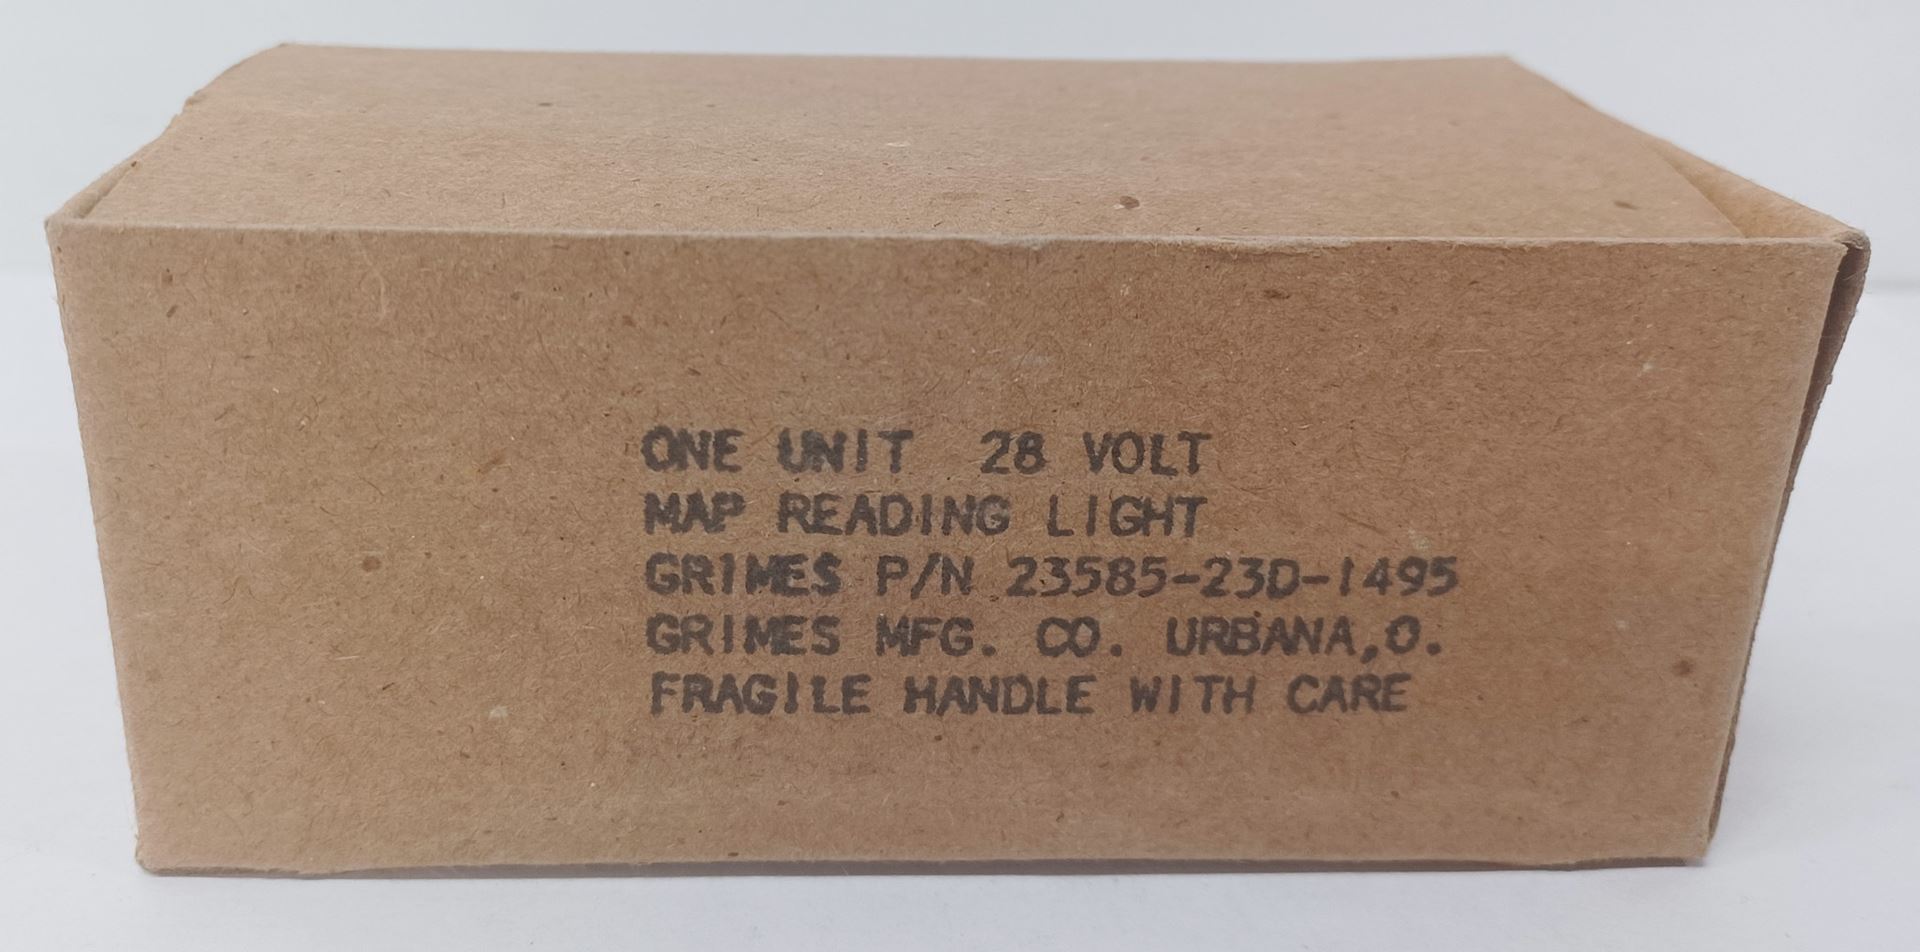 ONE UNIT 28 VOLT
MAP READING LIGHT
GRIMES P/N 23585-23D-1495
GRIMES MFG. CO. URBANA,O.
FRAGILE HANDLE WITH CARE